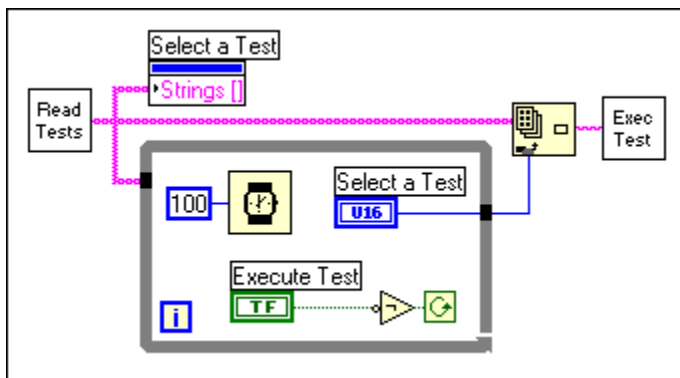 Select a Test
Strings []
Read
Tests
Exec
Test
100
Select a Test
U16
Execute Test
TF
i